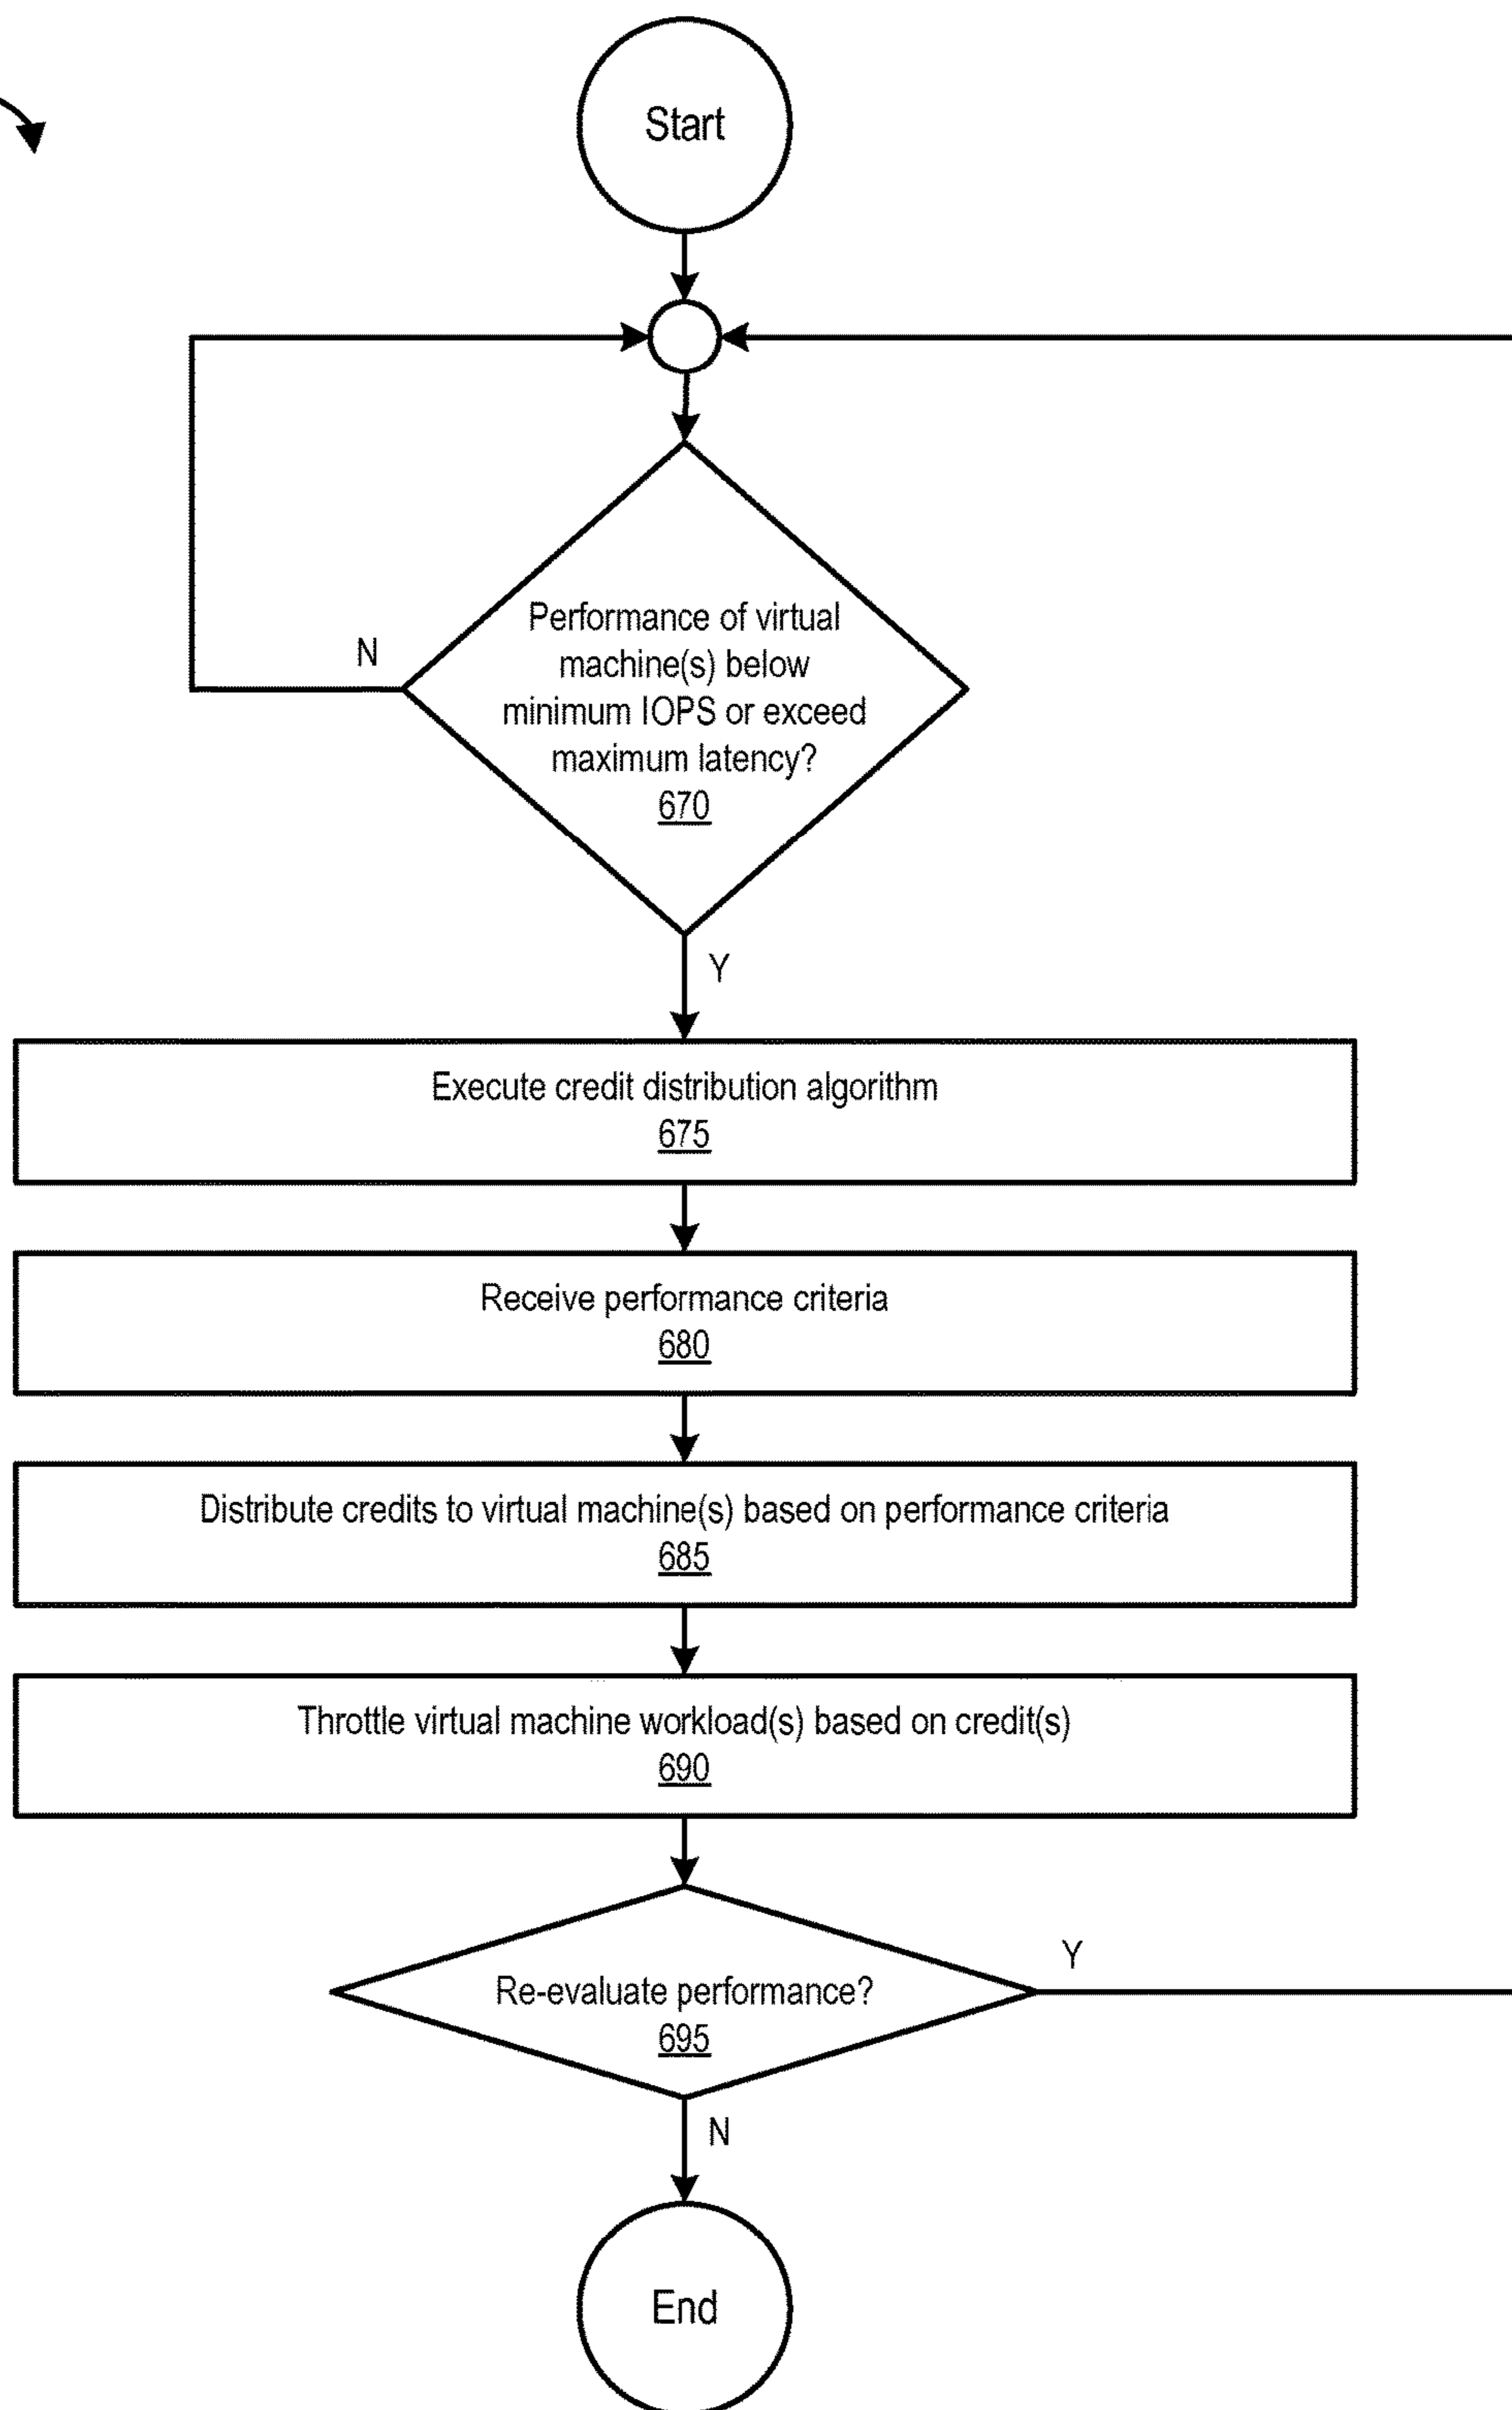 Start
Performance of virtual
machine(s) below
minimum IOPS or exceed
maximum latency?
670
N
Y
Execute credit distribution algorithm
675
Receive performance criteria
680
Distribute credits to virtual machine(s) based on performance criteria
685
Throttle virtual machine workload(s) based on credit(s)
690
Re-evaluate performance?
695
Y
N
End